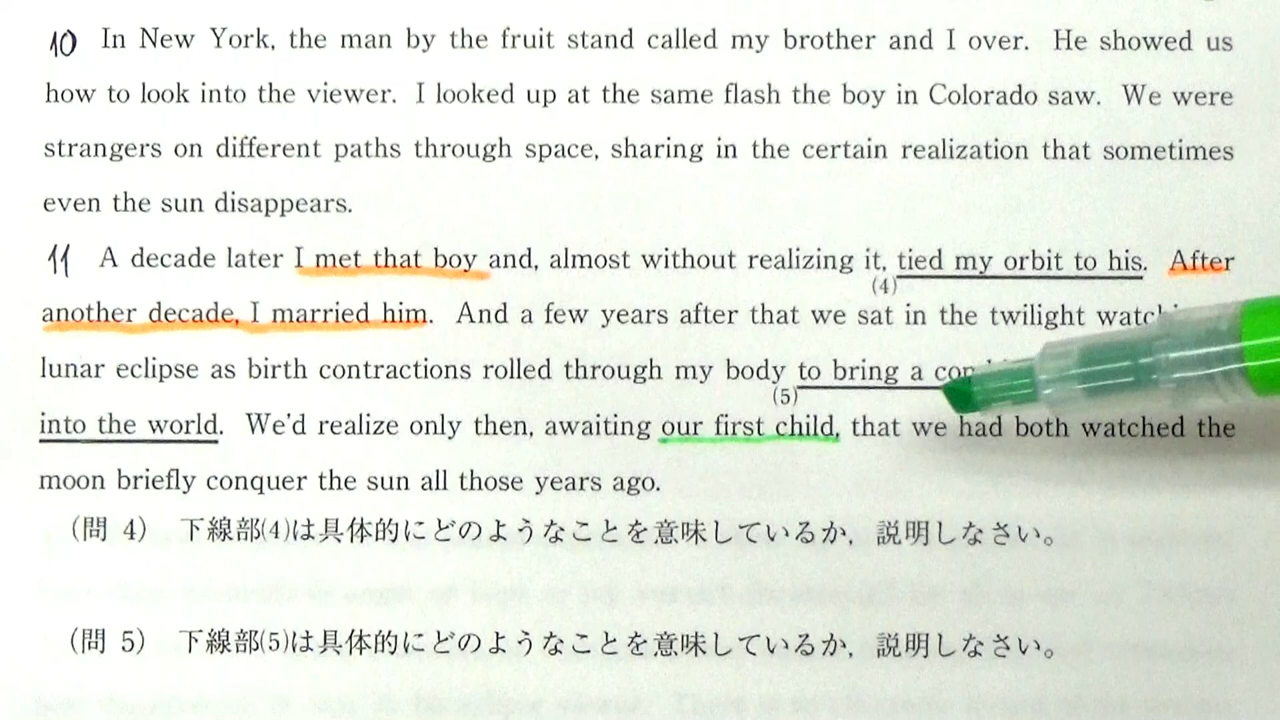 10 In New York, the man by the fruit stand called my brother and I over. He showed us
how to look into the viewer. I looked up at the same flash the boy in Colorado saw. We were
strangers on different paths through space, sharing in the certain realization that sometimes
even the sun disappears.
11 A decade later I met that boy and, almost without realizing it, tied my orbit to his. After
(4)
another decade, I married him. And a few years after that we sat in the twilight
lunar eclipse as birth contractions rolled through my body to bring a
(5)
into the world. We'd realize only then, awaiting our first child, that we had both watched the
moon briefly conquer the sun all those years ago.
(問 4) 下線部(4)は具体的にどのようなことを意味しているか，説明しなさい。
(問 5) 下線部(5)は具体的にどのようなことを意味しているか，説明しなさい。